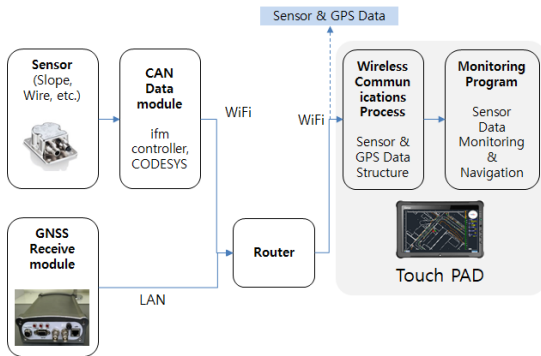 Sensor & GPS Data
Sensor
(Slope,
Wire, etc.)
CAN
Data
module
ifm
controller,
CODESYS
WiFi
WiFi
Wireless
Commun
ications
Process
Sensor &
GPS Data
Structure
Monitoring
Program
Sensor
Data
Monitoring
&
Navigation
GNSS
Receive
module
LAN
Router
Touch PAD